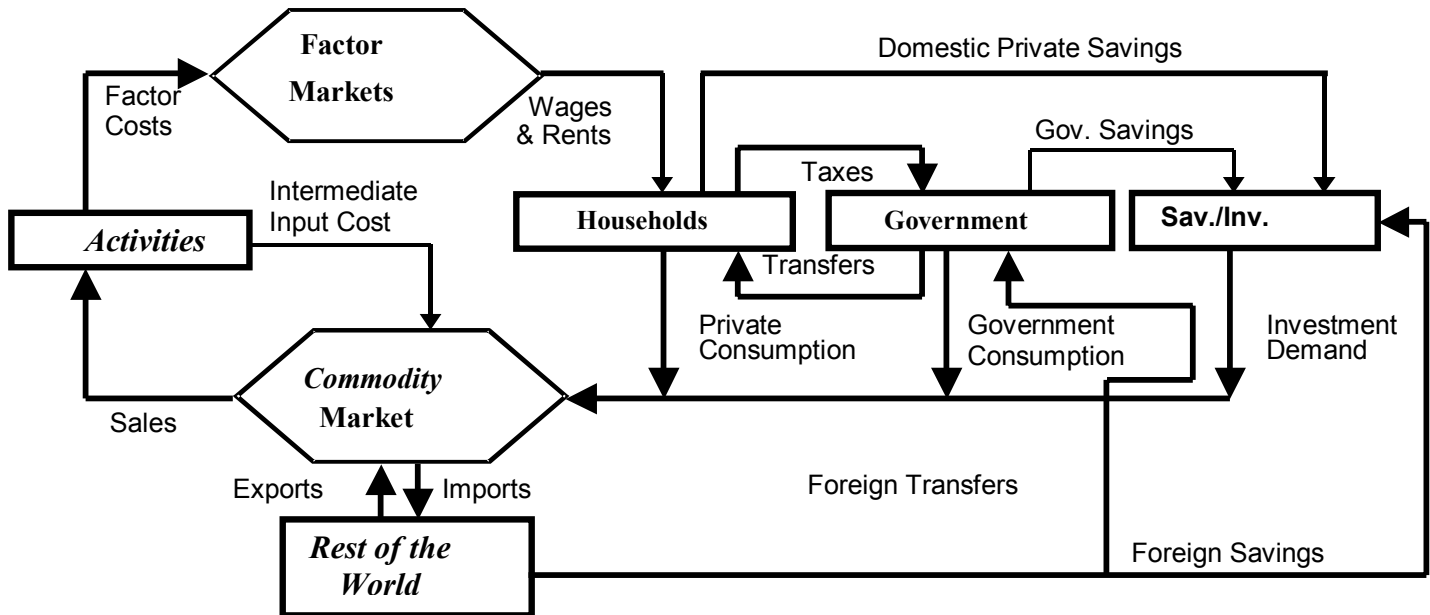 Factor
Markets
Domestic Private Savings
Factor
Costs
Wages
& Rents
Gov. Savings
Taxes
Intermediate
Input Cost
Activities
Households
Government
Sav./Inv.
Transfers
Private
Consumption
Government
Consumption
Investment
Demand
Commodity
Market
Sales
Exports
Imports
Foreign Transfers
Rest of the
World
Foreign Savings